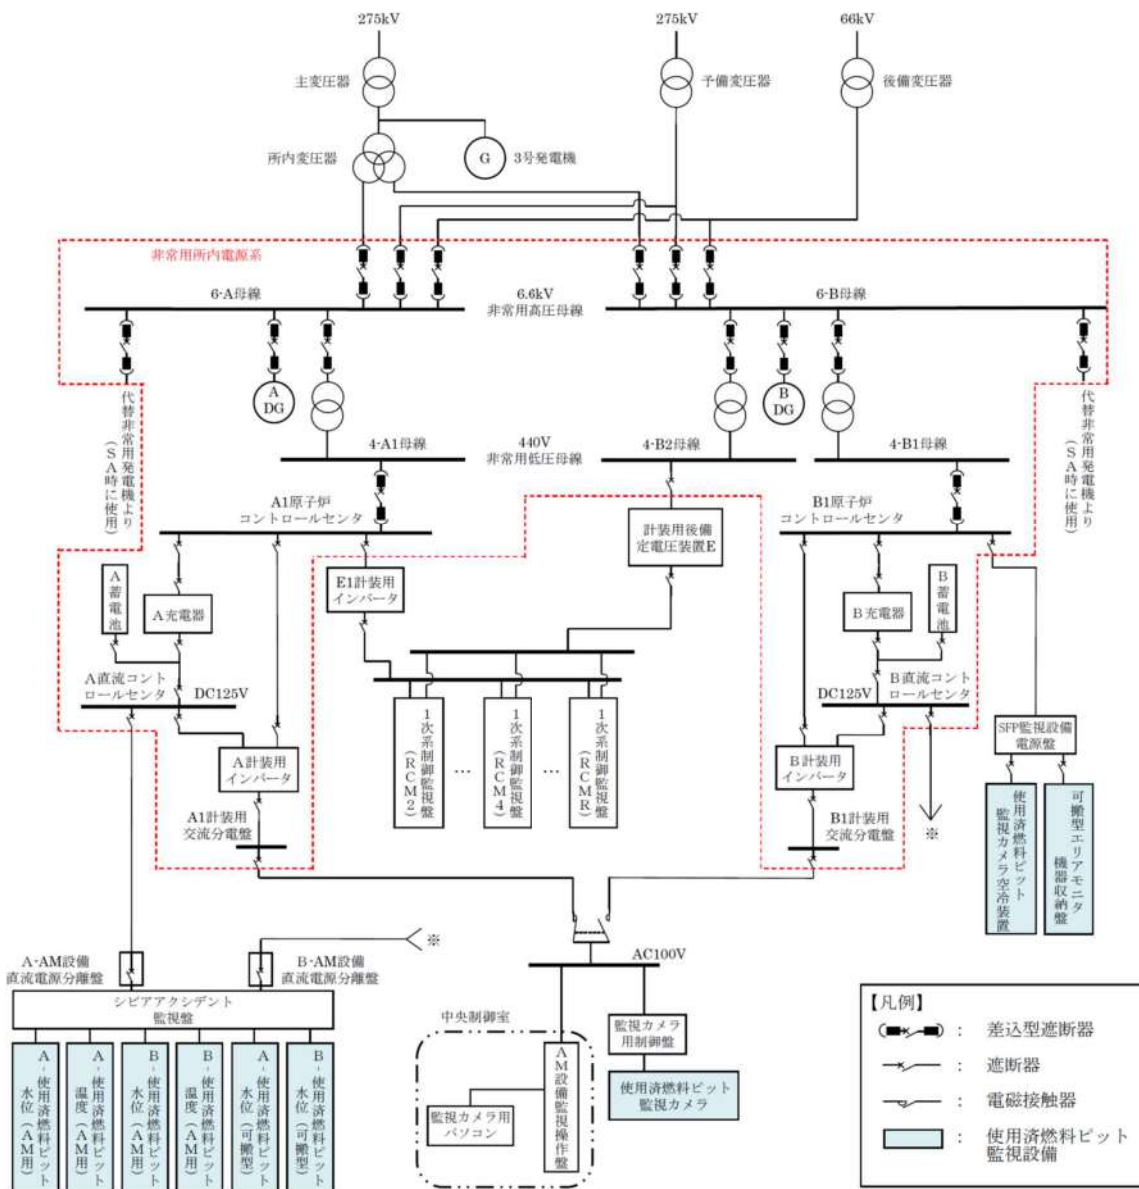 275kV
275kV
66kV
主変圧器
予備変圧器
後備変圧器
所内変圧器
G
3号発電機
非常用所内電源系
6-A母線
6.6kV
非常用高圧母線
6-B母線
A
DG
B
DG
代替非常用発電機より
(SA時に使用)
代替非常用発電機より
(SA時に使用)
4-A1母線
440V
非常用低圧母線
4-B2母線
4-B1母線
A1原子炉
コントロールセンタ
B1原子炉
コントロールセンタ
計装用後備
定電圧装置E
A蓄電池
A充電器
E1計装用
インバータ
B充電器
B蓄電池
A直流コント
ロールセンタ
DC125V
DC125V
B直流コント
ロールセンタ
1次系制御監視盤
(RCM2)
…
1次系制御監視盤
(RCM4)
…
1次系制御監視盤
(RCMR)
A計装用
インバータ
B計装用
インバータ
SFP監視設備
電源盤
A1計装用
交流分電盤
B1計装用
交流分電盤
※
使用済燃料ピット
監視カメラ空冷装置
可搬型エリアモニタ
機器収納盤
※
AC100V
A-AM設備
直流電源分離盤
B-AM設備
直流電源分離盤
シビアアクシデント
監視盤
A-使用済燃料ピット
水位(AM用)
A-使用済燃料ピット
温度(AM用)
B-使用済燃料ピット
水位(AM用)
B-使用済燃料ピット
温度(AM用)
A-使用済燃料ピット
水位(可搬型)
B-使用済燃料ピット
水位(可搬型)
中央制御室
監視カメラ用
パソコン
AM設備監視操作盤
監視カメラ
用制御盤
使用済燃料ピット
監視カメラ
【凡例】
: 差込型遮断器
: 遮断器
: 電磁接触器
: 使用済燃料ピット
監視設備